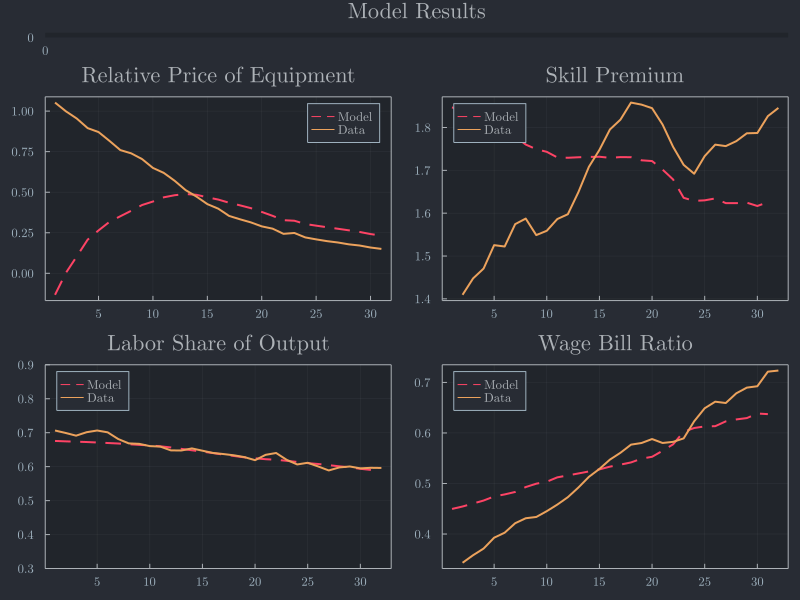 Model Results
0
0
Relative Price of Equipment
1.00
0.75
0.50
0.25
0.00
Model
Data
5 10 15 20 25 30
Skill Premium
1.8
1.7
1.6
1.5
1.4
Model
Data
5 10 15 20 25 30
Labor Share of Output
0.9
0.8
0.7
0.6
0.5
0.4
0.3
Model
Data
5 10 15 20 25 30
Wage Bill Ratio
0.7
0.6
0.5
0.4
Model
Data
5 10 15 20 25 30